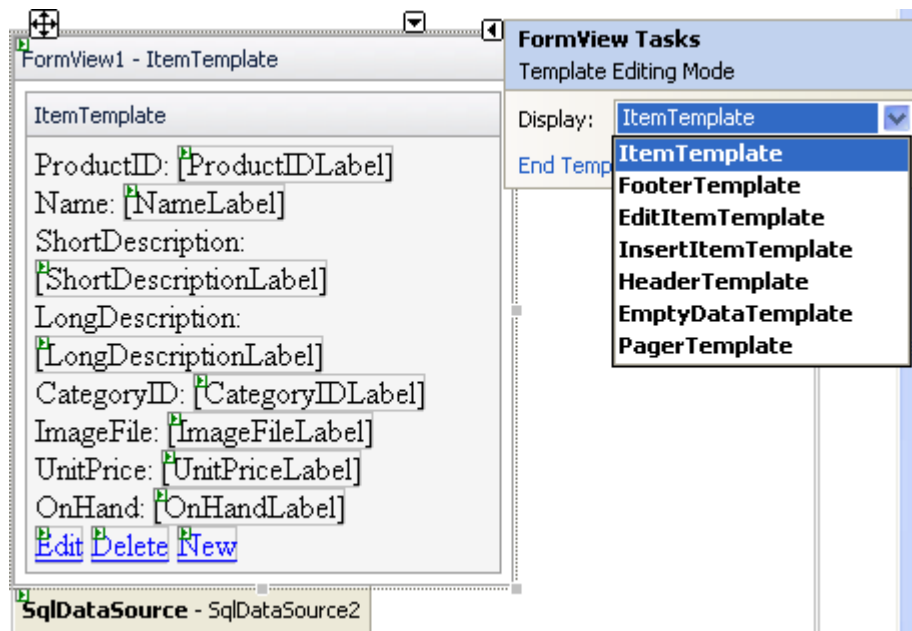 FormView1 - ItemTemplate
ItemTemplate
ProductID: [ProductIDLabel]
Name: [NameLabel]
ShortDescription:
[ShortDescriptionLabel]
LongDescription:
[LongDescriptionLabel]
CategoryID: [CategoryIDLabel]
ImageFile: [ImageFileLabel]
UnitPrice: [UnitPriceLabel]
OnHand: [OnHandLabel]
Edit Delete New
SqlDataSource - SqlDataSource2
FormView Tasks
Template Editing Mode
Display: ItemTemplate
End Temp
ItemTemplate
FooterTemplate
EditItemTemplate
InsertItemTemplate
HeaderTemplate
EmptyDataTemplate
PagerTemplate